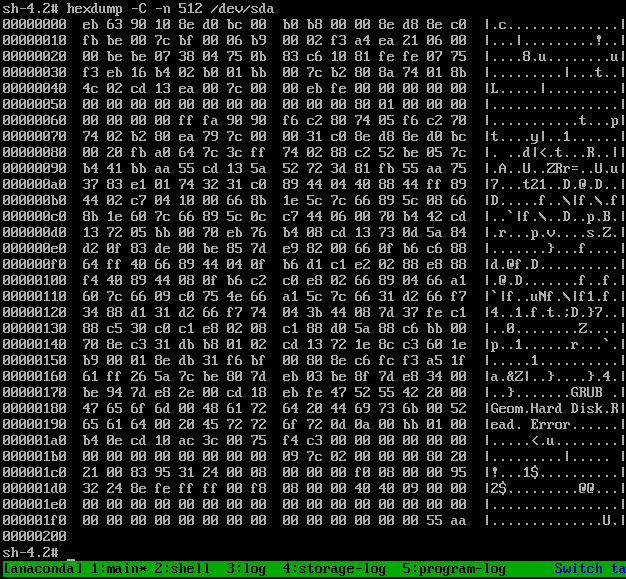 sh-4.2# hexdump -C -n 512 /dev/sda
00000000  eb 63 90 10 8e d0 bc 00  b0 b8 00 00 8e d8 8e c0  |.c..............|
00000010  fb be 00 7c bf 00 06 b9  00 02 f3 a4 ea 21 06 00  |...|.........!..|
00000020  00 be be 07 38 04 75 0b  83 c6 10 81 fe fe 07 75  |....8.u........u|
00000030  f3 eb 16 b4 02 b0 01 bb  00 7c b2 80 8a 74 01 8b  |.........|...t..|
00000040  4c 02 cd 13 ea 00 7c 00  00 eb fe 00 00 00 00 00  |L.....|.........|
00000050  00 00 00 00 00 00 00 00  00 00 00 80 01 00 00 00  |................|
00000060  00 00 00 00 ff fa 90 90  f6 c2 80 74 05 f6 c2 70  |...........t...p|
00000070  74 02 b2 80 ea 79 7c 00  00 31 c0 8e d8 8e d0 bc  |t....y|..1......|
00000080  00 20 fb a0 64 7c 3c ff  74 02 88 c2 52 be 05 7c  |. ..d|<.t...R..||
00000090  b4 41 bb aa 55 cd 13 5a  52 72 3d 81 fb 55 aa 75  |.A..U..ZRr=..U.u|
000000a0  37 83 e1 01 74 32 31 c0  89 44 04 40 88 44 ff 89  |7...t21..D.@.D..|
000000b0  44 02 c7 04 10 00 66 8b  1e 5c 7c 66 89 5c 08 66  |D.....f..\|f.\.f|
000000c0  8b 1e 60 7c 66 89 5c 0c  c7 44 06 00 70 b4 42 cd  |..`|f.\..D..p.B.|
000000d0  13 72 05 bb 00 70 eb 76  b4 08 cd 13 73 0d 5a 84  |.r...p.v....s.Z.|
000000e0  d2 0f 83 de 00 be 85 7d  e9 82 00 66 0f b6 c6 88  |.......}...f....|
000000f0  64 ff 40 66 89 44 04 0f  b6 d1 c1 e2 02 88 e8 88  |d.@f.D..........|
00000100  f4 40 89 44 08 0f b6 c2  c0 e8 02 66 89 04 66 a1  |.@.D.......f..f.|
00000110  60 7c 66 09 c0 75 4e 66  a1 5c 7c 66 31 d2 66 f7  |`|f..uNf.\|f1.f.|
00000120  34 88 d1 31 d2 66 f7 74  04 3b 44 08 7d 37 fe c1  |4..1.f.t.;D.}7..|
00000130  88 c5 30 c0 c1 e8 02 08  c1 88 d0 5a 88 c6 bb 00  |..0........Z....|
00000140  70 8e c3 31 db b8 01 02  cd 13 72 1e 8c c3 60 1e  |p..1......r...`.|
00000150  b9 00 01 8e db 31 f6 bf  00 80 8e c6 fc f3 a5 1f  |.....1..........|
00000160  61 ff 26 5a 7c be 80 7d  eb 03 be 8f 7d e8 34 00  |a.&Z|..}....}.4.|
00000170  be 94 7d e8 2e 00 cd 18  eb fe 47 52 55 42 20 00  |..}.......GRUB .|
00000180  47 65 6f 6d 00 48 61 72  64 20 44 69 73 6b 00 52  |Geom.Hard Disk.R|
00000190  65 61 64 00 20 45 72 72  6f 72 0d 0a 00 bb 01 00  |ead. Error......|
000001a0  b4 0e cd 10 ac 3c 00 75  f4 c3 00 00 00 00 00 00  |.....<.u........|
000001b0  00 00 00 00 00 00 00 00  09 7c 02 00 00 00 80 20  |.........|..... |
000001c0  21 00 83 95 31 24 00 08  00 00 00 f0 08 00 00 95  |!...1$..........|
000001d0  32 24 8e fe ff ff 00 f8  08 00 00 40 40 09 00 00  |2$.........@@...|
000001e0  00 00 00 00 00 00 00 00  00 00 00 00 00 00 00 00  |................|
000001f0  00 00 00 00 00 00 00 00  00 00 00 00 00 00 55 aa  |..............U.|
00000200
sh-4.2# _
[anaconda] 1:main* 2:shell  3:log  4:storage-log  5:program-log        Switch ta